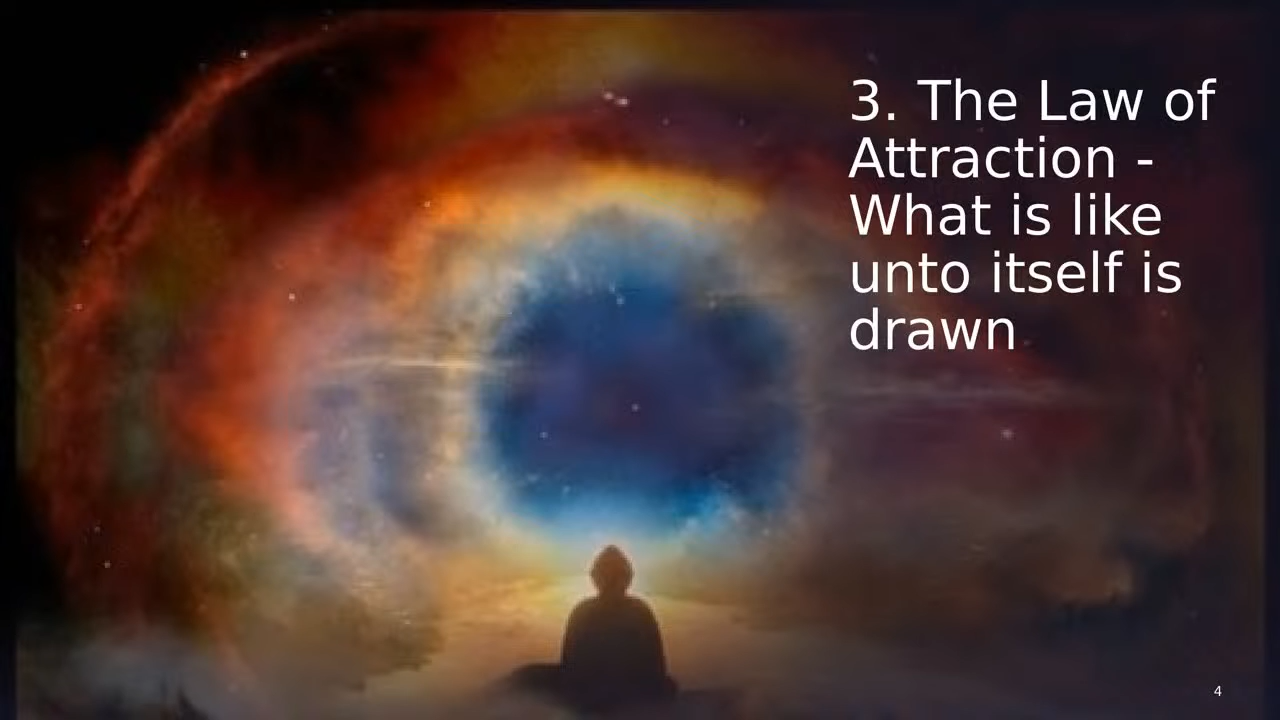 3. The Law of
Attraction -
What is like
unto itself is
drawn
4